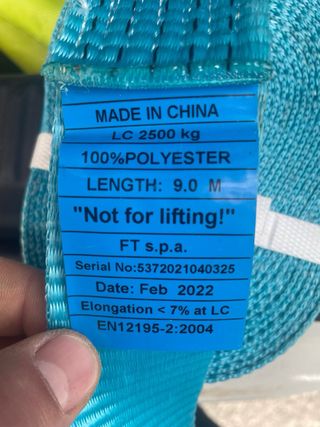 MADE IN CHINA
LC 2500 kg
100%POLYESTER
LENGTH: 9.0 M
"Not for lifting!"
FT s.p.a.
Serial No:5372021040325
Date: Feb 2022
Elongation < 7% at LC
EN12195-2:2004